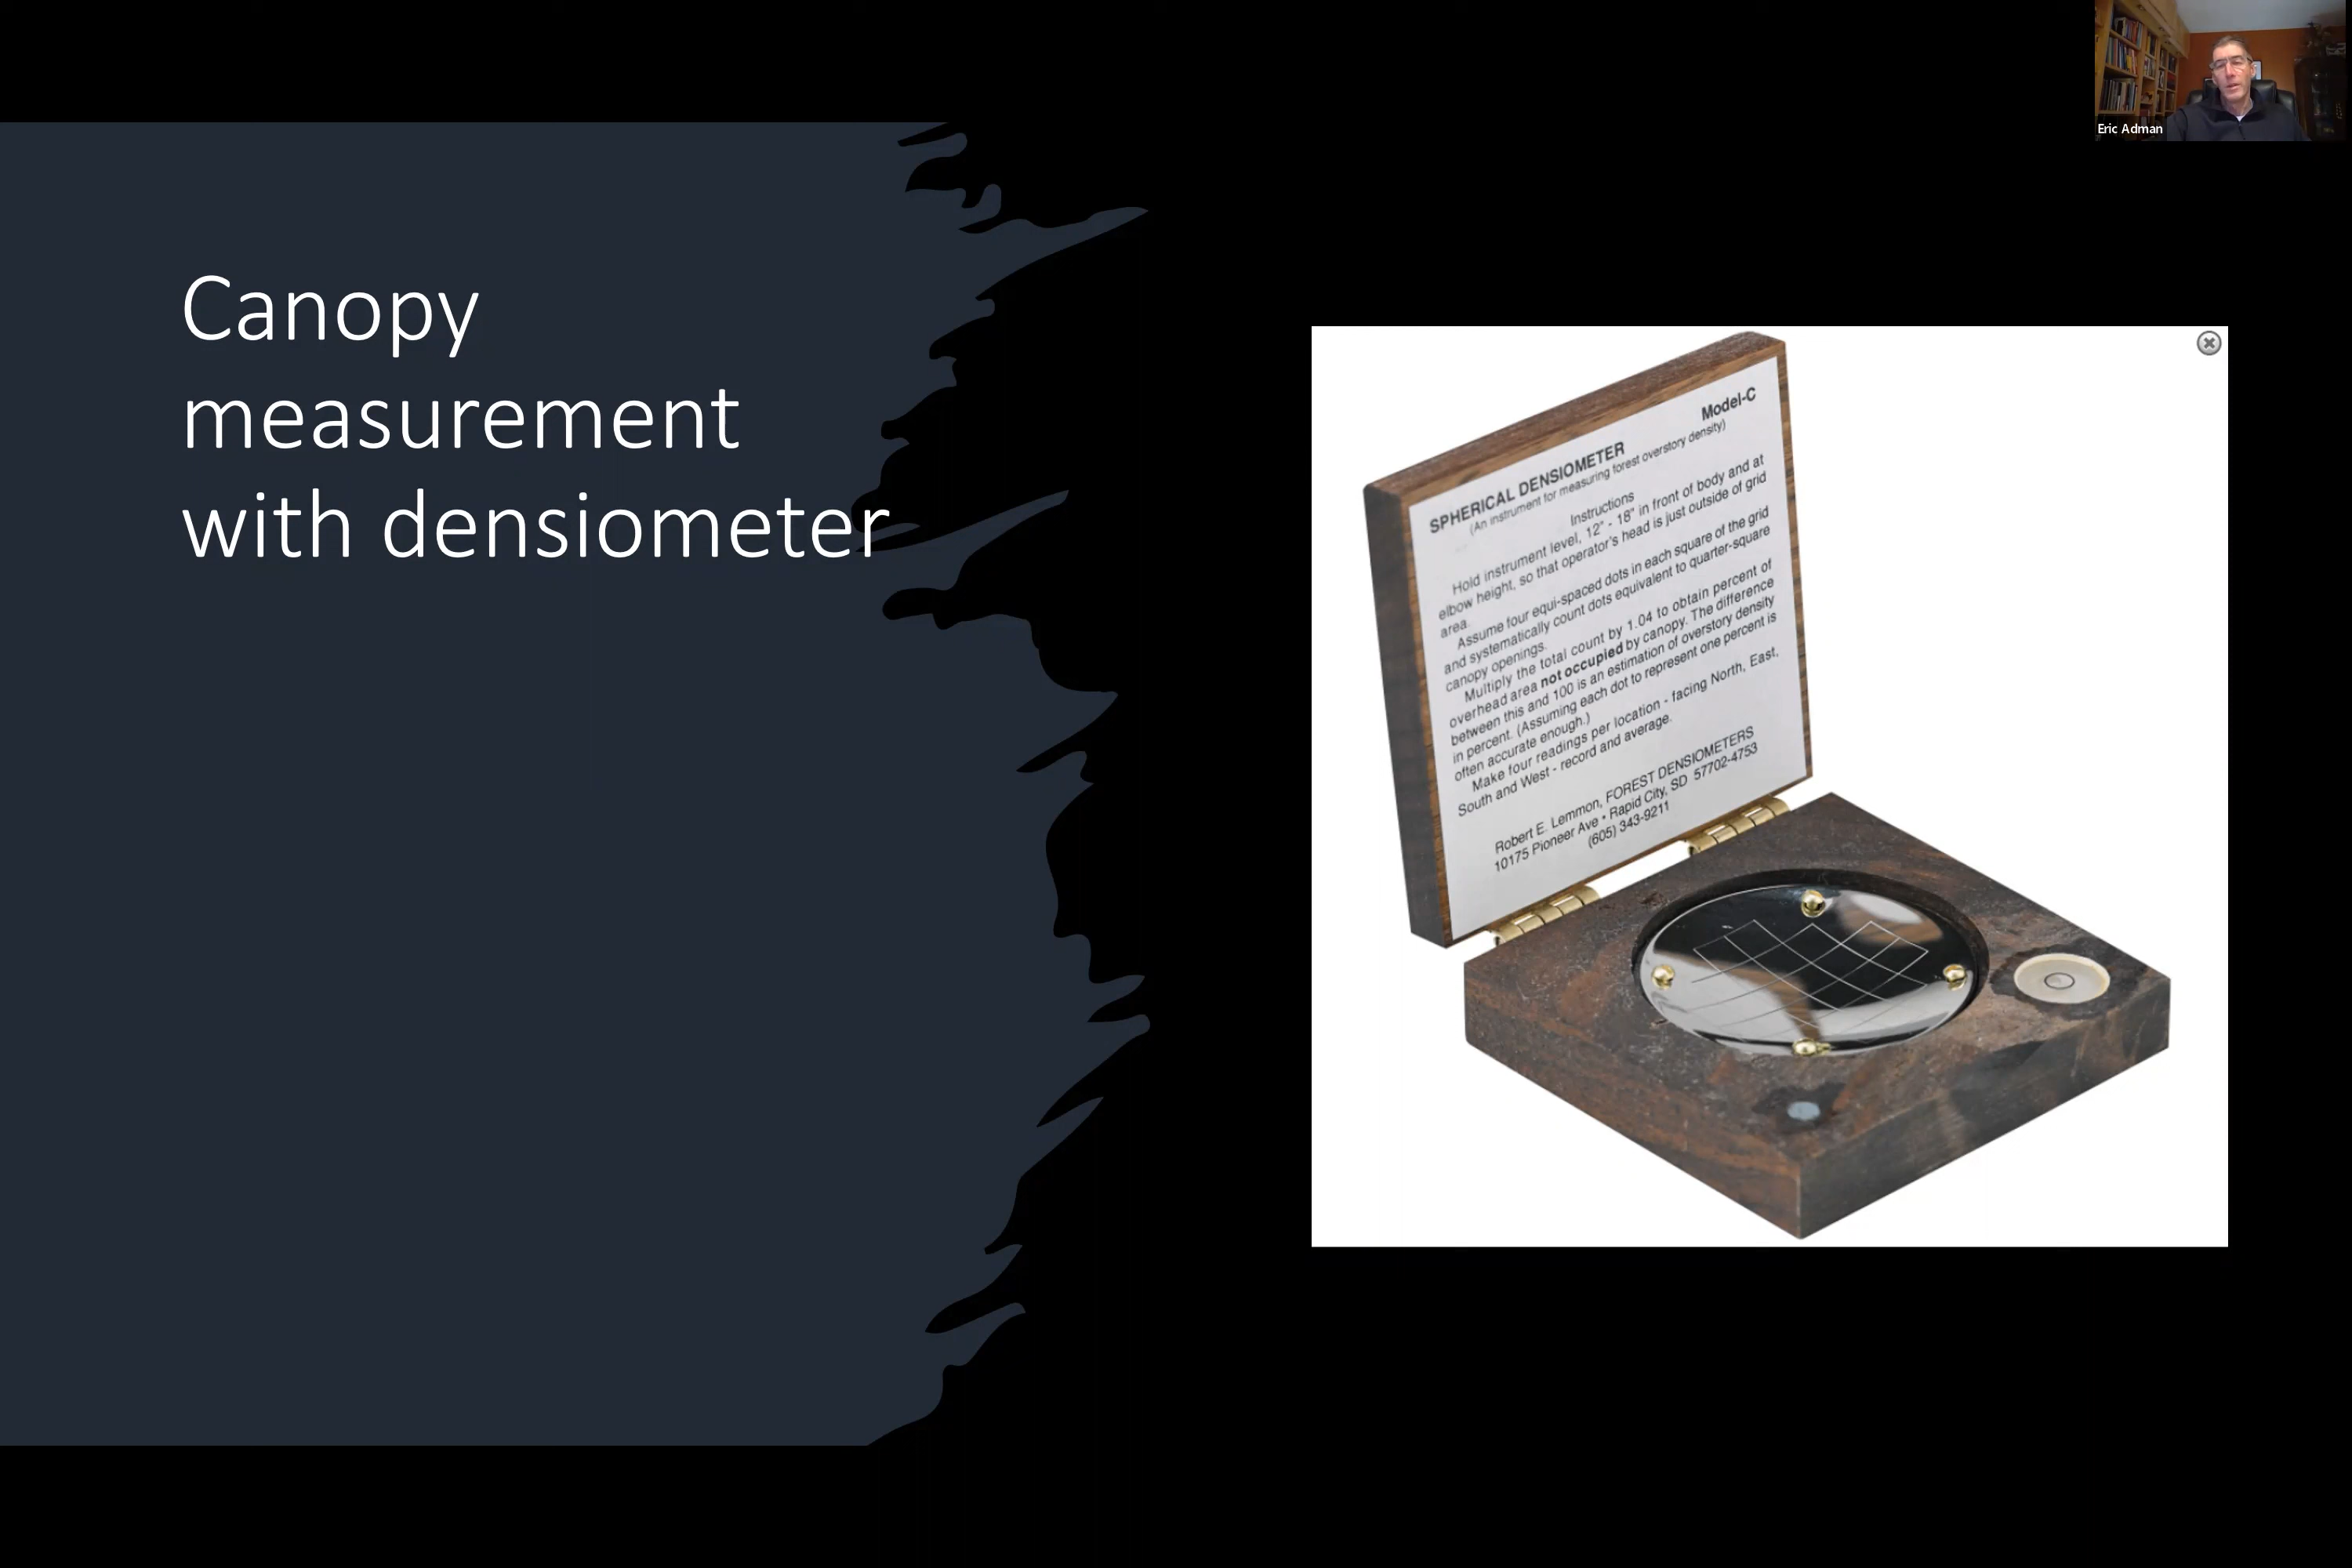 Eric Adman
Canopy
measurement
with densiometer
Model-C
SPHERICAL DENSIOMETER
(An instrument for measuring forest overstory density)
Instructions
Hold instrument level, 12" - 18" in front of body and at
elbow height, so that operator's head is just outside of grid
area.
Assume four equi-spaced dots in each square of the grid
and systematically count dots equivalent to quarter-square
canopy openings.
Multiply the total count by 1.04 to obtain percent of
overhead area not occupied by canopy. The difference
between this and 100 is an estimation of overstory density
in percent. (Assuming each dot to represent one percent is
often accurate enough.)
Make four readings per location - facing North, East,
South and West - record and average.
Robert E. Lemmon, FOREST DENSIOMETERS
10175 Pioneer Ave • Rapid City, SD 57702-4753
(605) 343-9211